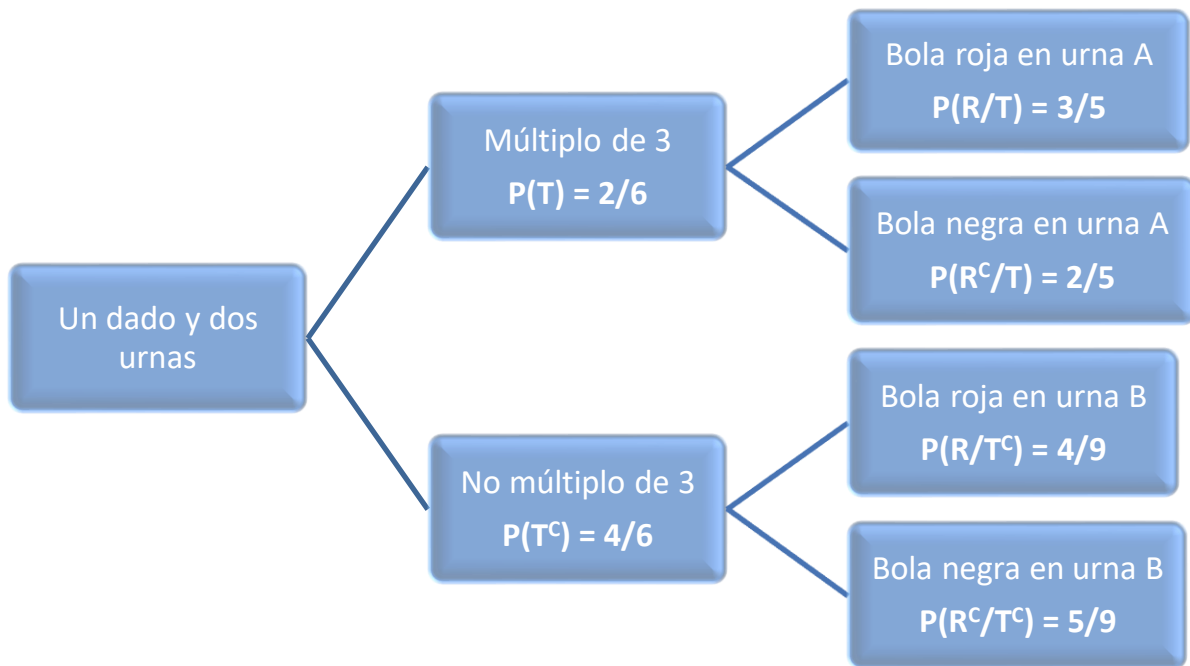 Un dado y dos
urnas
Múltiplo de 3
P(T) = 2/6
No múltiplo de 3
P(Tᶜ) = 4/6
Bola roja en urna A
P(R/T) = 3/5
Bola negra en urna A
P(Rᶜ/T) = 2/5
Bola roja en urna B
P(R/Tᶜ) = 4/9
Bola negra en urna B
P(Rᶜ/Tᶜ) = 5/9